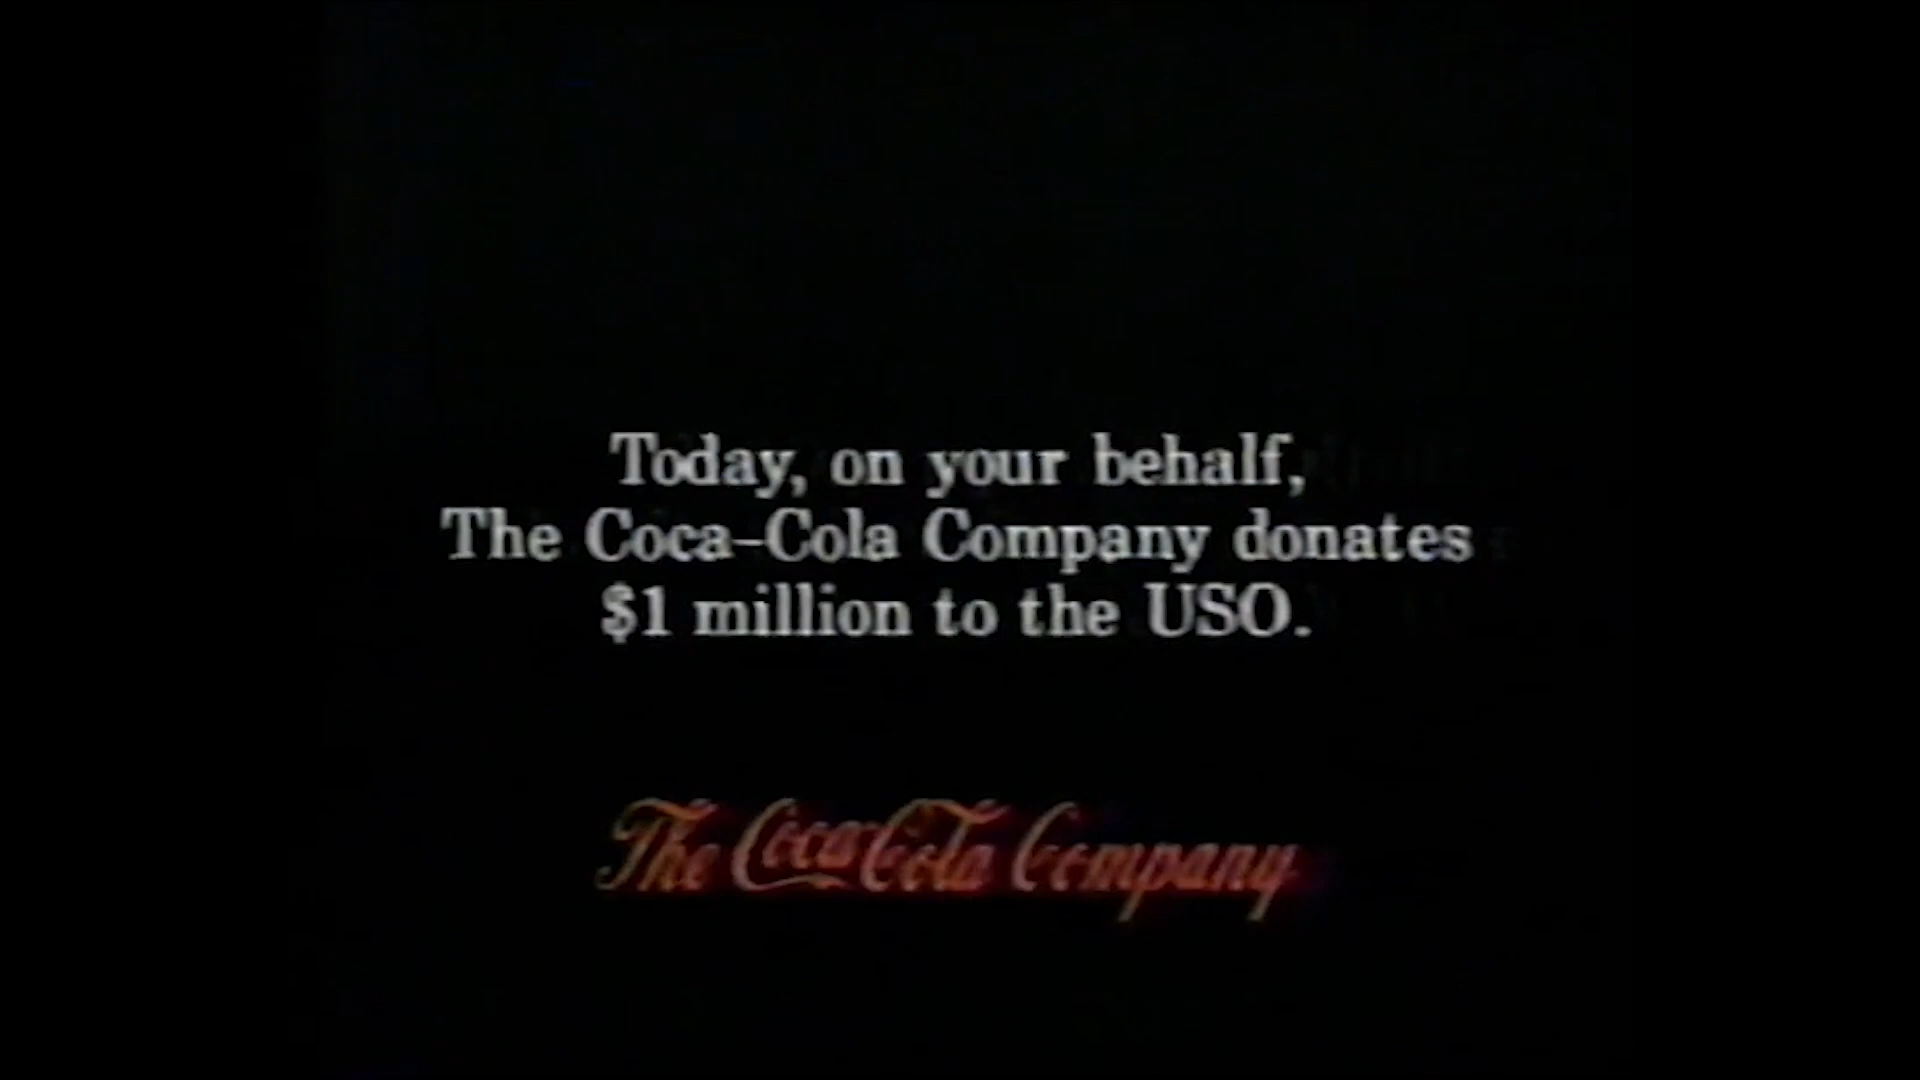 Today, on your behalf,
The Coca-Cola Company donates
$1 million to the USO.
The Coca-Cola Company